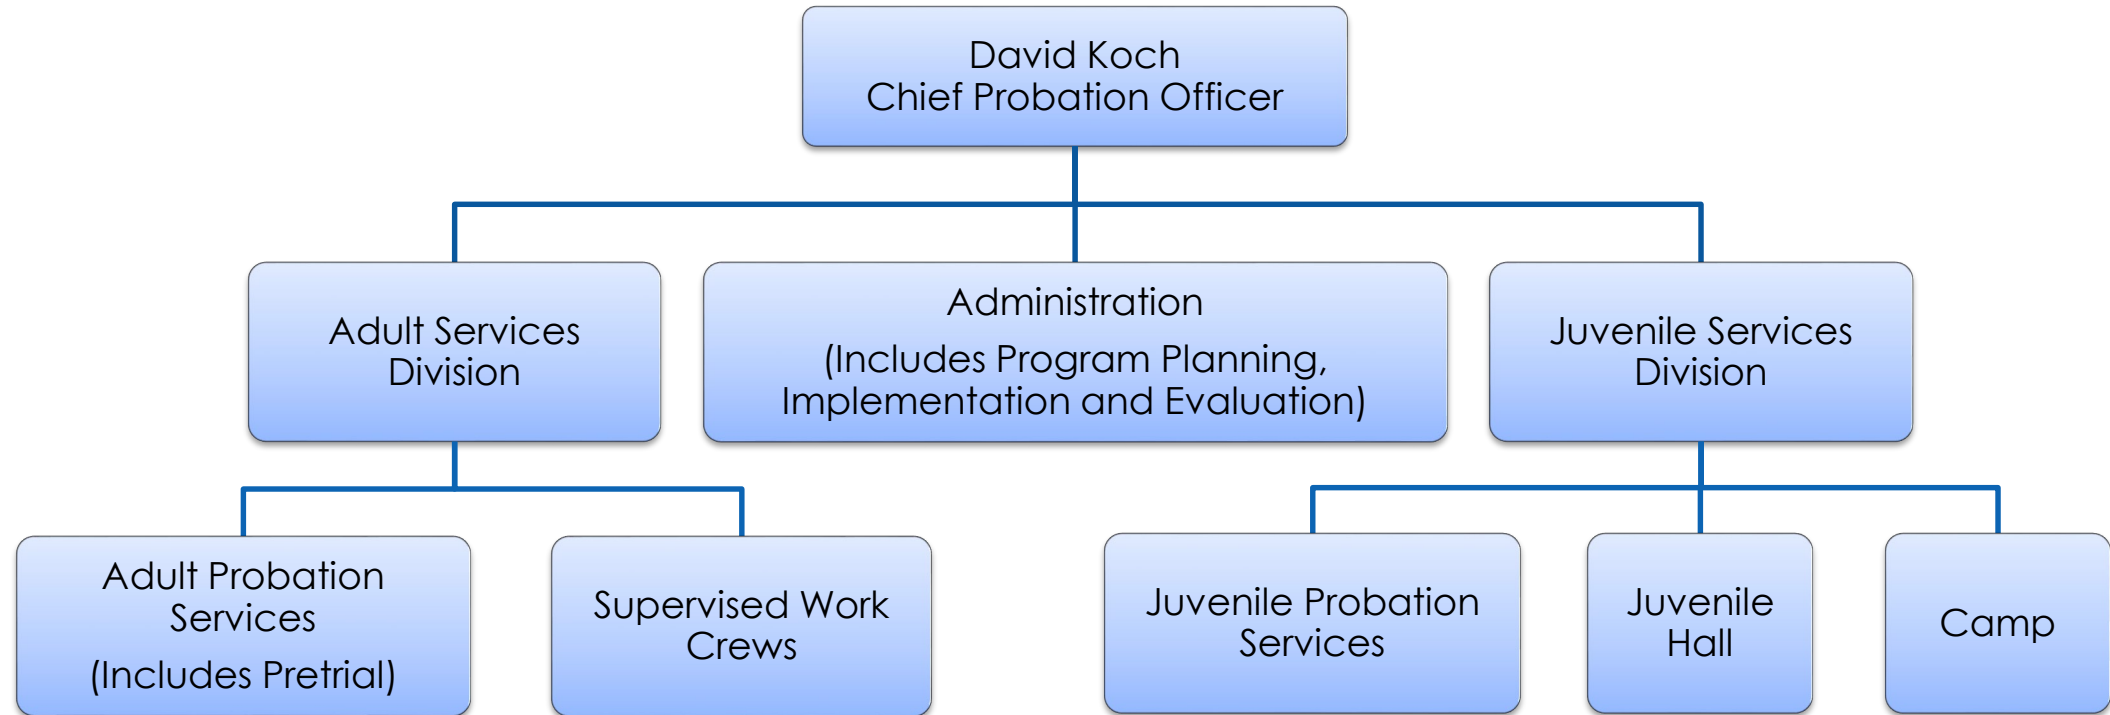 David Koch
Chief Probation Officer
Adult Services
Division
Administration
(Includes Program Planning,
Implementation and Evaluation)
Juvenile Services
Division
Adult Probation
Services
(Includes Pretrial)
Supervised Work
Crews
Juvenile Probation
Services
Juvenile
Hall
Camp